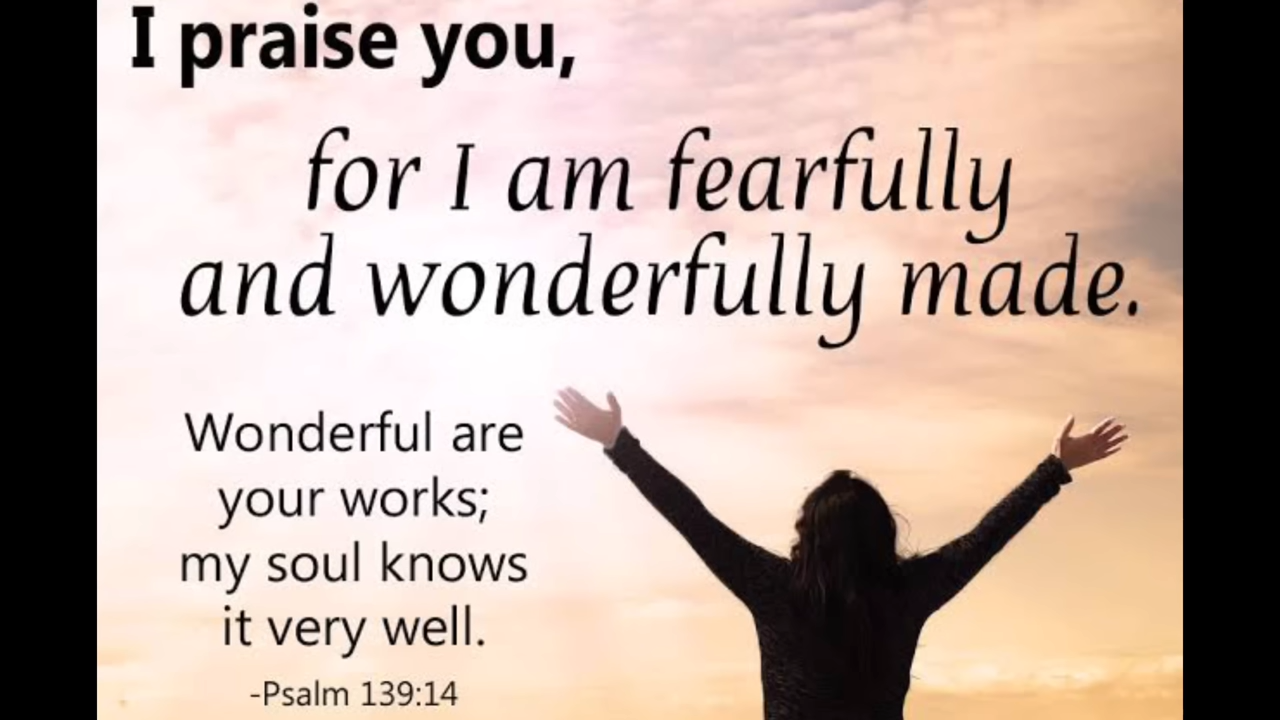 I praise you,
for I am fearfully
and wonderfully made.
Wonderful are
your works;
my soul knows
it very well.
-Psalm 139:14